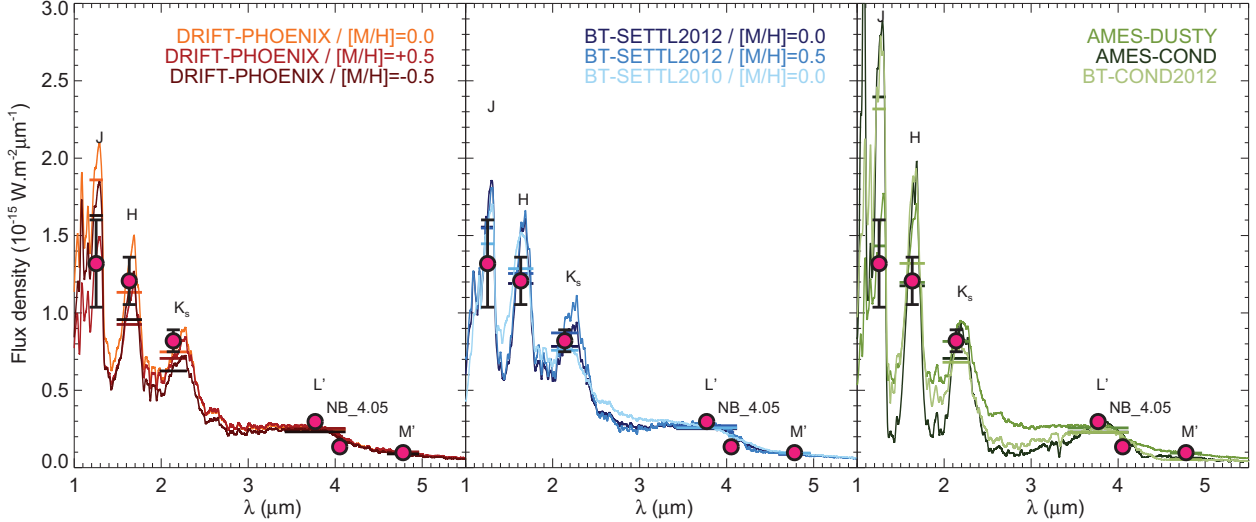 DRIFT-PHOENIX / [M/H]=0.0
DRIFT-PHOENIX / [M/H]=+0.5
DRIFT-PHOENIX / [M/H]=-0.5
BT-SETTL2012 / [M/H]=0.0
BT-SETTL2012 / [M/H]=0.5
BT-SETTL2010 / [M/H]=0.0
AMES-DUSTY
AMES-COND
BT-COND2012
Flux density (10⁻¹⁵ W.m⁻²μm⁻¹)
3.0
2.5
2.0
1.5
1.0
0.5
0.0
J
H
Kₛ
L'
NB_4.05
M'
J
H
Kₛ
L'
NB_4.05
M'
J
H
Kₛ
L'
NB_4.05
M'
1 2 3 4 5
1 2 3 4 5
1 2 3 4 5
λ (μm)
λ (μm)
λ (μm)